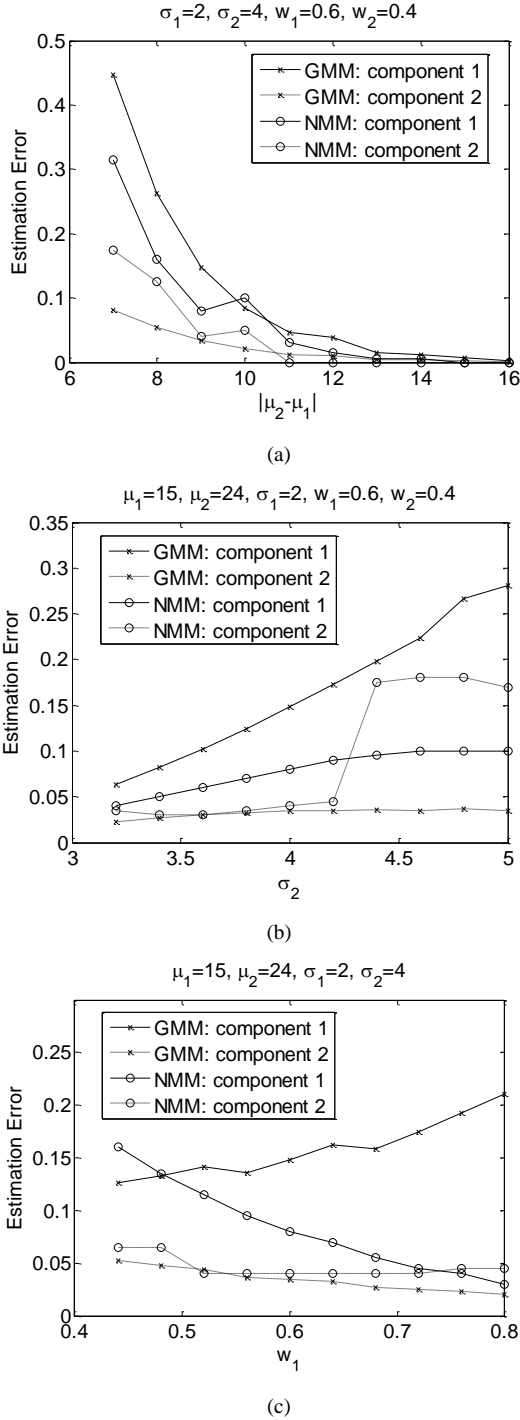 σ1=2, σ2=4, w1=0.6, w2=0.4
0.5
0.4
0.3
0.2
0.1
0
Estimation Error
GMM: component 1
GMM: component 2
NMM: component 1
NMM: component 2
6 8 10 12 14 16
|μ2-μ1|
(a)
μ1=15, μ2=24, σ1=2, w1=0.6, w2=0.4
0.35
0.3
0.25
0.2
0.15
0.1
0.05
0
Estimation Error
GMM: component 1
GMM: component 2
NMM: component 1
NMM: component 2
3 3.5 4 4.5 5
σ2
(b)
μ1=15, μ2=24, σ1=2, σ2=4
0.25
0.2
0.15
0.1
0.05
0
Estimation Error
GMM: component 1
GMM: component 2
NMM: component 1
NMM: component 2
0.4 0.5 0.6 0.7 0.8
w1
(c)